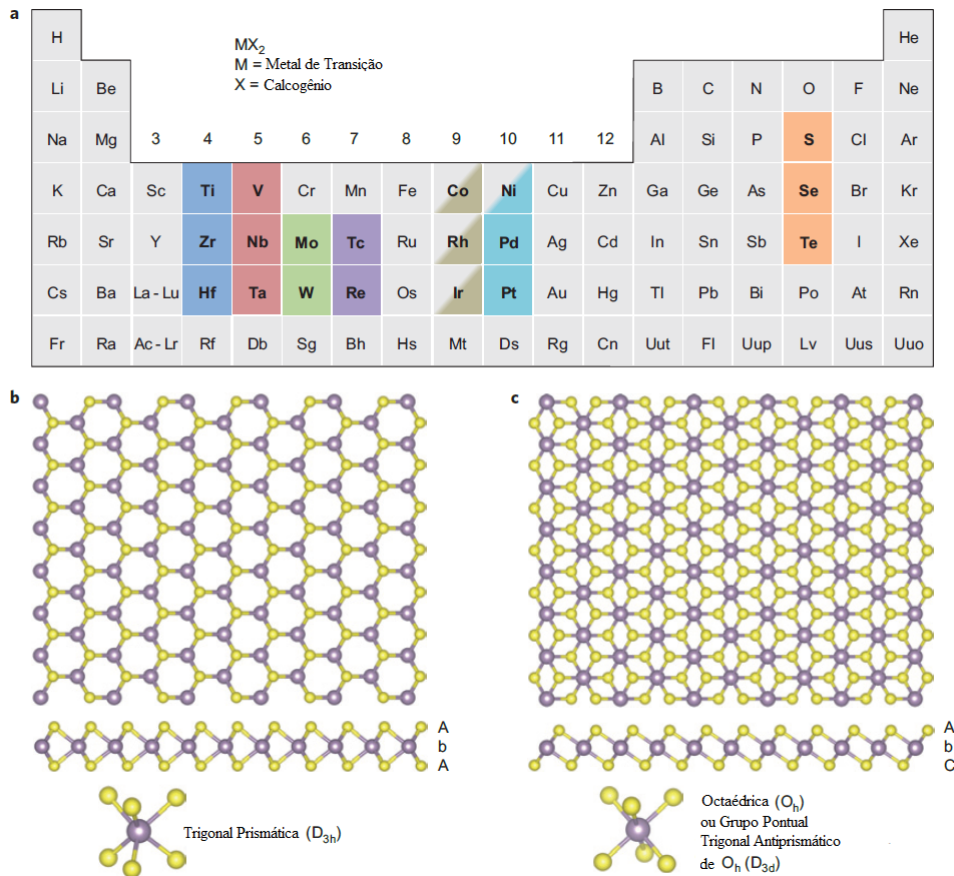 a
H He
MX2
M = Metal de Transição
X = Calcogênio
Li Be B C N O F Ne
Na Mg 3 4 5 6 7 8 9 10 11 12 Al Si P S Cl Ar
K Ca Sc Ti V Cr Mn Fe Co Ni Cu Zn Ga Ge As Se Br Kr
Rb Sr Y Zr Nb Mo Tc Ru Rh Pd Ag Cd In Sn Sb Te I Xe
Cs Ba La - Lu Hf Ta W Re Os Ir Pt Au Hg Tl Pb Bi Po At Rn
Fr Ra Ac - Lr Rf Db Sg Bh Hs Mt Ds Rg Cn Uut Fl Uup Lv Uus Uuo
b
A
b
A
Trigonal Prismática (D3h)
c
A
b
C
Octaédrica (Oh)
ou Grupo Pontual
Trigonal Antiprismático
de Oh (D3d)